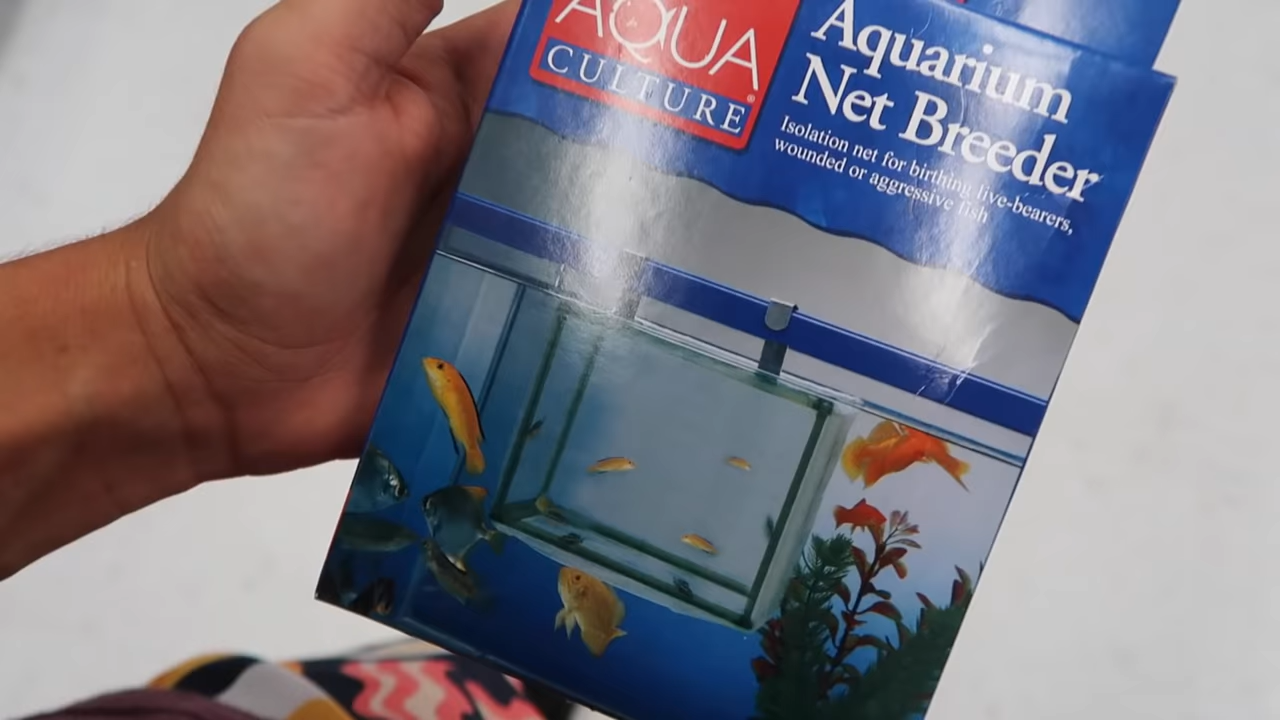 AQUA
CULTURE®
Aquarium
Net Breeder
Isolation net for birthing live-bearers,
wounded or aggressive fish